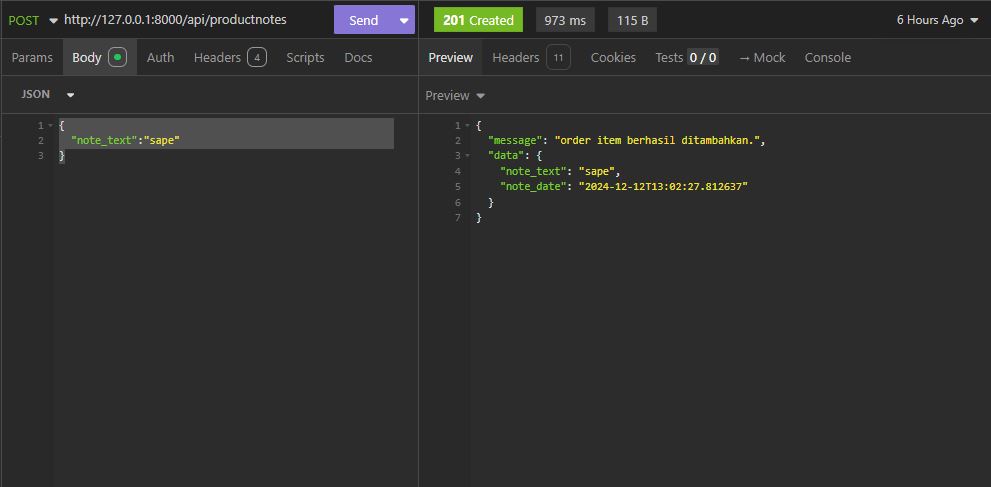 POST http://127.0.0.1:8000/api/productnotes Send 201 Created 973 ms 115 B 6 Hours Ago
Params Body Auth Headers 4 Scripts Docs Preview Headers 11 Cookies Tests 0 / 0 → Mock Console
JSON
Preview
1 {
2 "note_text":"sape"
3 }
1 {
2 "message": "order item berhasil ditambahkan.",
3 "data": {
4 "note_text": "sape",
5 "note_date": "2024-12-12T13:02:27.812637"
6 }
7 }